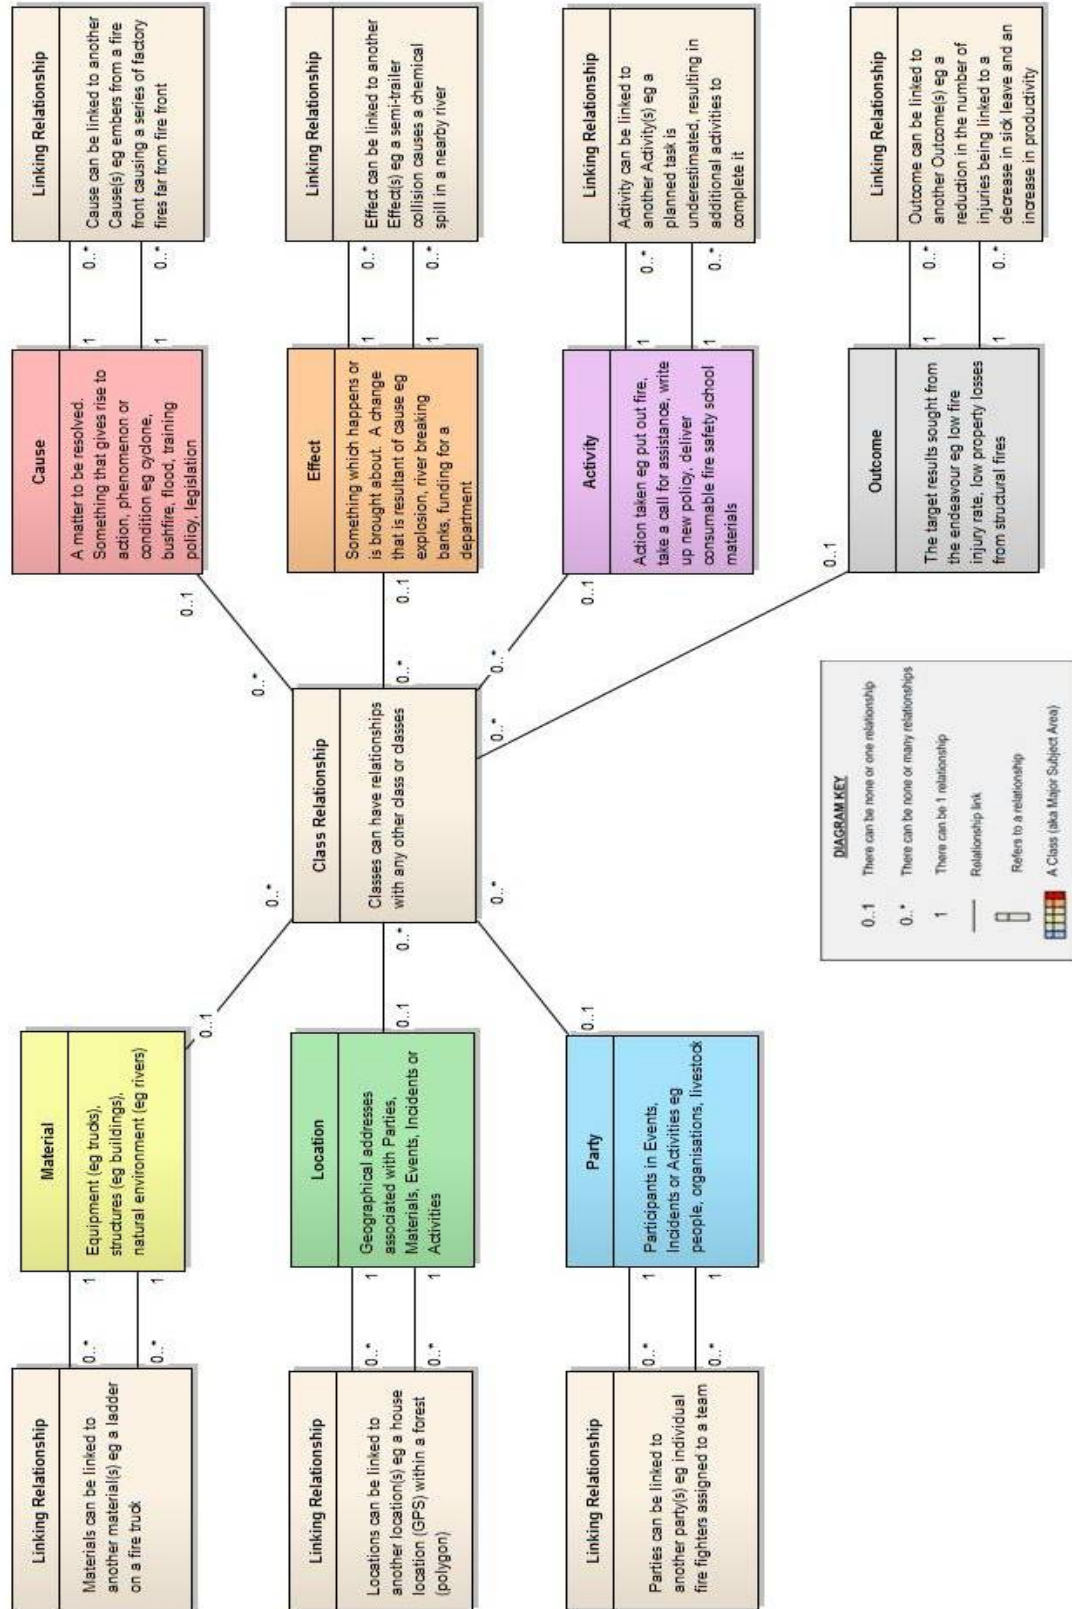 Linking Relationship
Materials can be linked to
another material(s) eg a ladder
on a fire truck
0..*
0..*
1
1
Material
Equipment (eg trucks),
structures (eg buildings),
natural environment (eg rivers)
0..1
0..*
Linking Relationship
Locations can be linked to
another location(s) eg a house
location (GPS) within a forest
(polygon)
0..*
0..*
1
1
Location
Geographical addresses
associated with Parties,
Materials, Events, Incidents or
Activities
0..1
0..*
Linking Relationship
Parties can be linked to
another party(s) eg individual
fire fighters assigned to a team
0..*
0..*
1
1
Party
Participants in Events,
Incidents or Activities eg
people, organisations, livestock
0..1
0..*
Class Relationship
Classes can have relationships
with any other class or classes
0..*
0..1
Cause
A matter to be resolved.
Something that gives rise to
action, phenomenon or
condition eg cyclone,
bushfire, flood, training
policy, legislation
1
1
0..*
0..*
Linking Relationship
Cause can be linked to another
Cause(s) eg embers from a fire
front causing a series of factory
fires far from fire front
0..*
0..1
Effect
Something which happens or
is brought about. A change
that is resultant of cause eg
explosion, river breaking
banks, funding for a
department
1
1
0..*
0..*
Linking Relationship
Effect can be linked to another
Effect(s) eg a semi-trailer
collision causes a chemical
spill in a nearby river
0..*
0..1
Activity
Action taken eg put out fire,
take a call for assistance, write
up new policy, deliver
consumable fire safety school
materials
1
1
0..*
0..*
Linking Relationship
Activity can be linked to
another Activity(s) eg a
planned task is
underestimated, resulting in
additional activities to
complete it
0..*
0..1
Outcome
The target results sought from
the endeavour eg low fire
injury rate, low property losses
from structural fires
1
1
0..*
0..*
Linking Relationship
Outcome can be linked to
another Outcome(s) eg a
reduction in the number of
injuries being linked to a
decrease in sick leave and an
increase in productivity
DIAGRAM KEY
0..1 There can be none or one relationship
0..* There can be none or many relationships
1 There can be 1 relationship
Relationship link
Refers to a relationship
A Class (aka Major Subject Area)